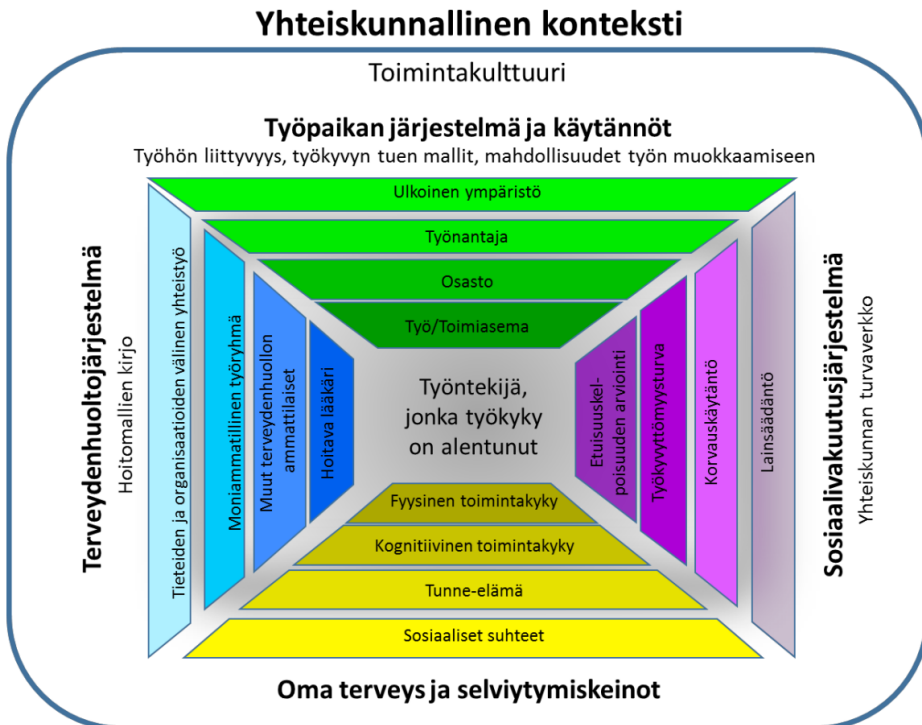 Yhteiskunnallinen konteksti
Toimintakulttuuri
Työpaikan järjestelmä ja käytännöt
Työhön liittyvyys, työkyvyn tuen mallit, mahdollisuudet työn muokkaamiseen
Ulkoinen ympäristö
Työnantaja
Osasto
Työ/Toimiasema
Terveydenhuoltojärjestelmä
Hoitomallien kirjo
Tieteiden ja organisaatioiden välinen yhteistyö
Moniammatillinen työryhmä
Muut terveydenhuollon
ammattilaiset
Hoitava lääkäri
Työntekijä,
jonka työkyky
on alentunut
Etuisuuskel-
poisuuden arviointi
Työkyvyttömyysturva
Korvauskäytäntö
Lainsäädäntö
Sosiaalivakuutusjärjestelmä
Yhteiskunnan turvaverkko
Fyysinen toimintakyky
Kognitiivinen toimintakyky
Tunne-elämä
Sosiaaliset suhteet
Oma terveys ja selviytymiskeinot